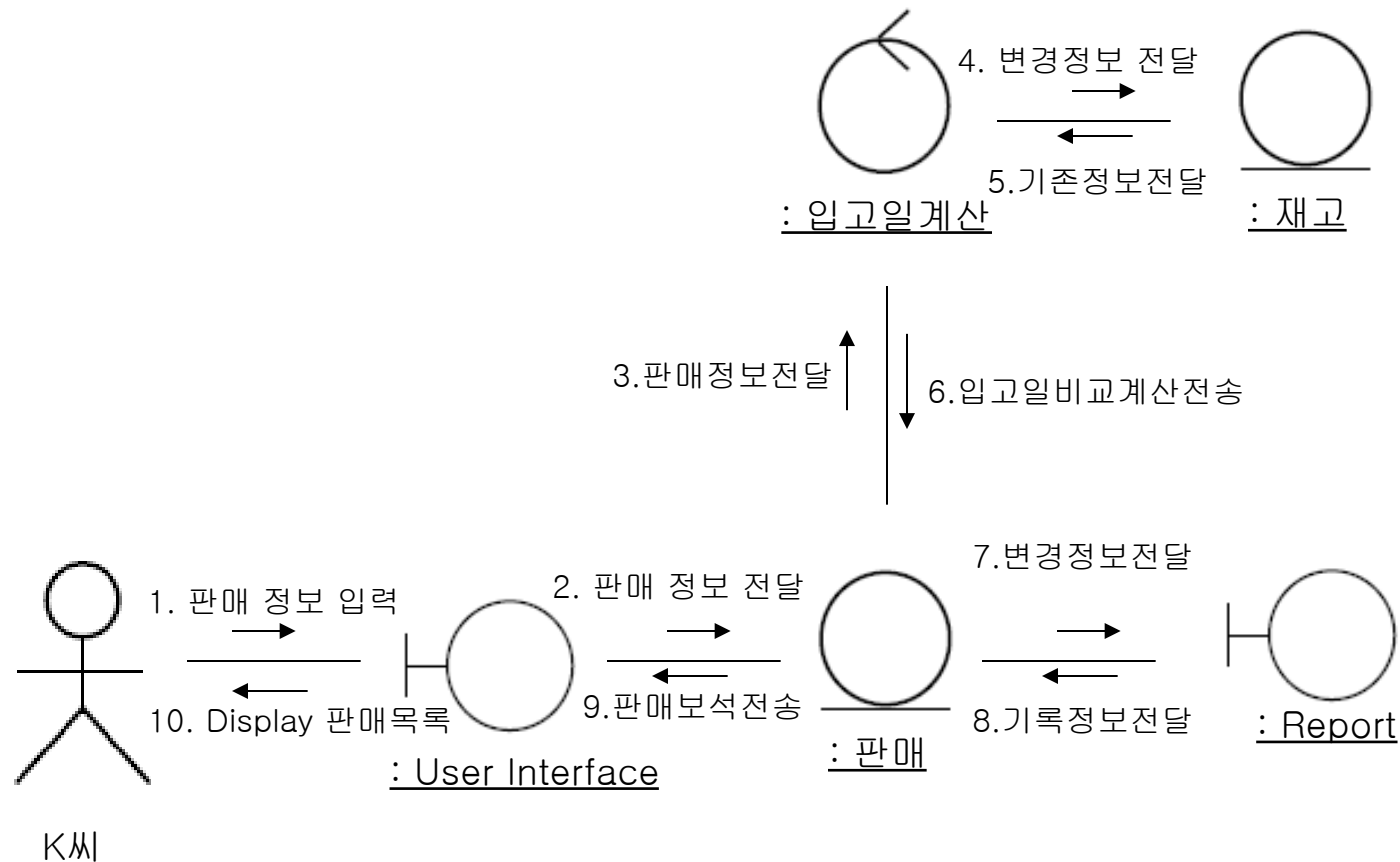 4. 변경정보 전달
5.기존정보전달
: 입고일계산
: 재고
3.판매정보전달
6.입고일비교계산전송
7.변경정보전달
1. 판매 정보 입력
2. 판매 정보 전달
10. Display 판매목록
9.판매보석전송
8.기록정보전달
: Report
: User Interface
: 판매
K씨